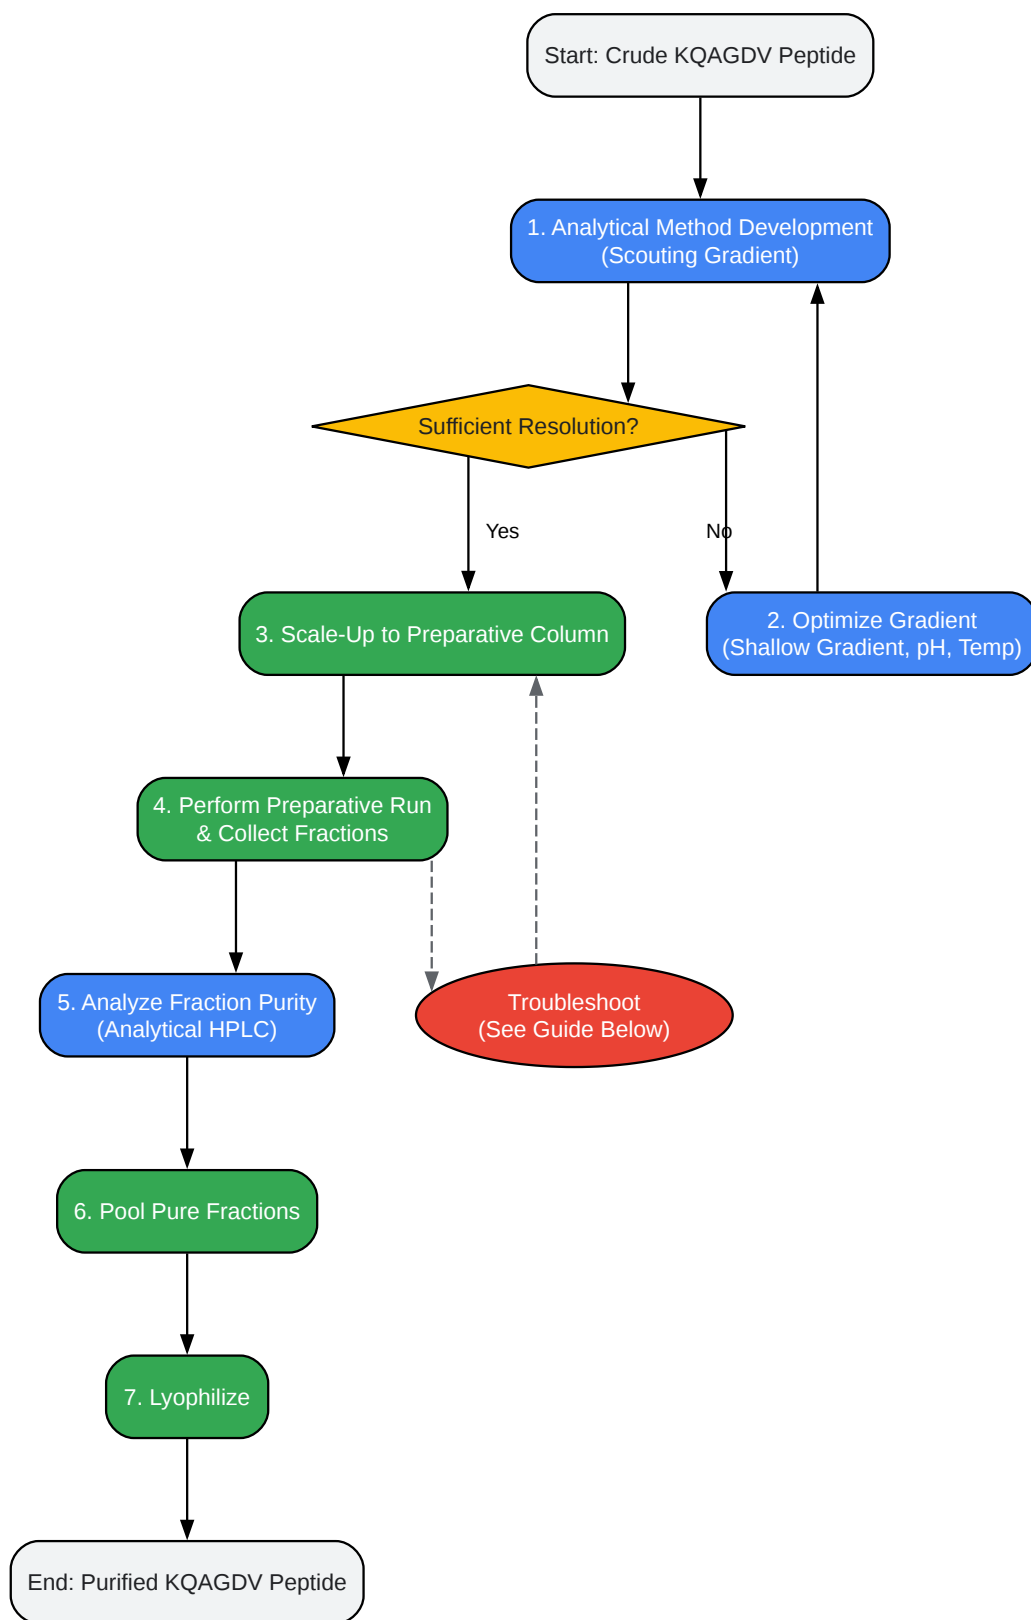 Start: Crude KQAGDV Peptide
1. Analytical Method Development
(Scouting Gradient)
Sufficient Resolution?
Yes
No
3. Scale-Up to Preparative Column
2. Optimize Gradient
(Shallow Gradient, pH, Temp)
4. Perform Preparative Run
& Collect Fractions
5. Analyze Fraction Purity
(Analytical HPLC)
Troubleshoot
(See Guide Below)
6. Pool Pure Fractions
7. Lyophilize
End: Purified KQAGDV Peptide